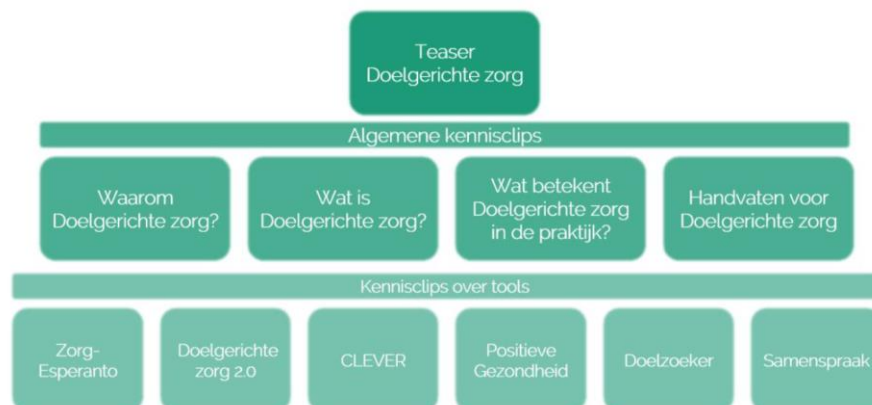 Teaser
Doelgerichte zorg
Algemene kennisclips
Waarom
Doelgerichte zorg?
Wat is
Doelgerichte zorg?
Wat betekent
Doelgerichte zorg
in de praktijk?
Handvaten voor
Doelgerichte zorg
Kennisclips over tools
Zorg-
Esperanto
Doelgerichte
zorg 2.0
CLEVER
Positieve
Gezondheid
Doelzoeker
Samenspraak